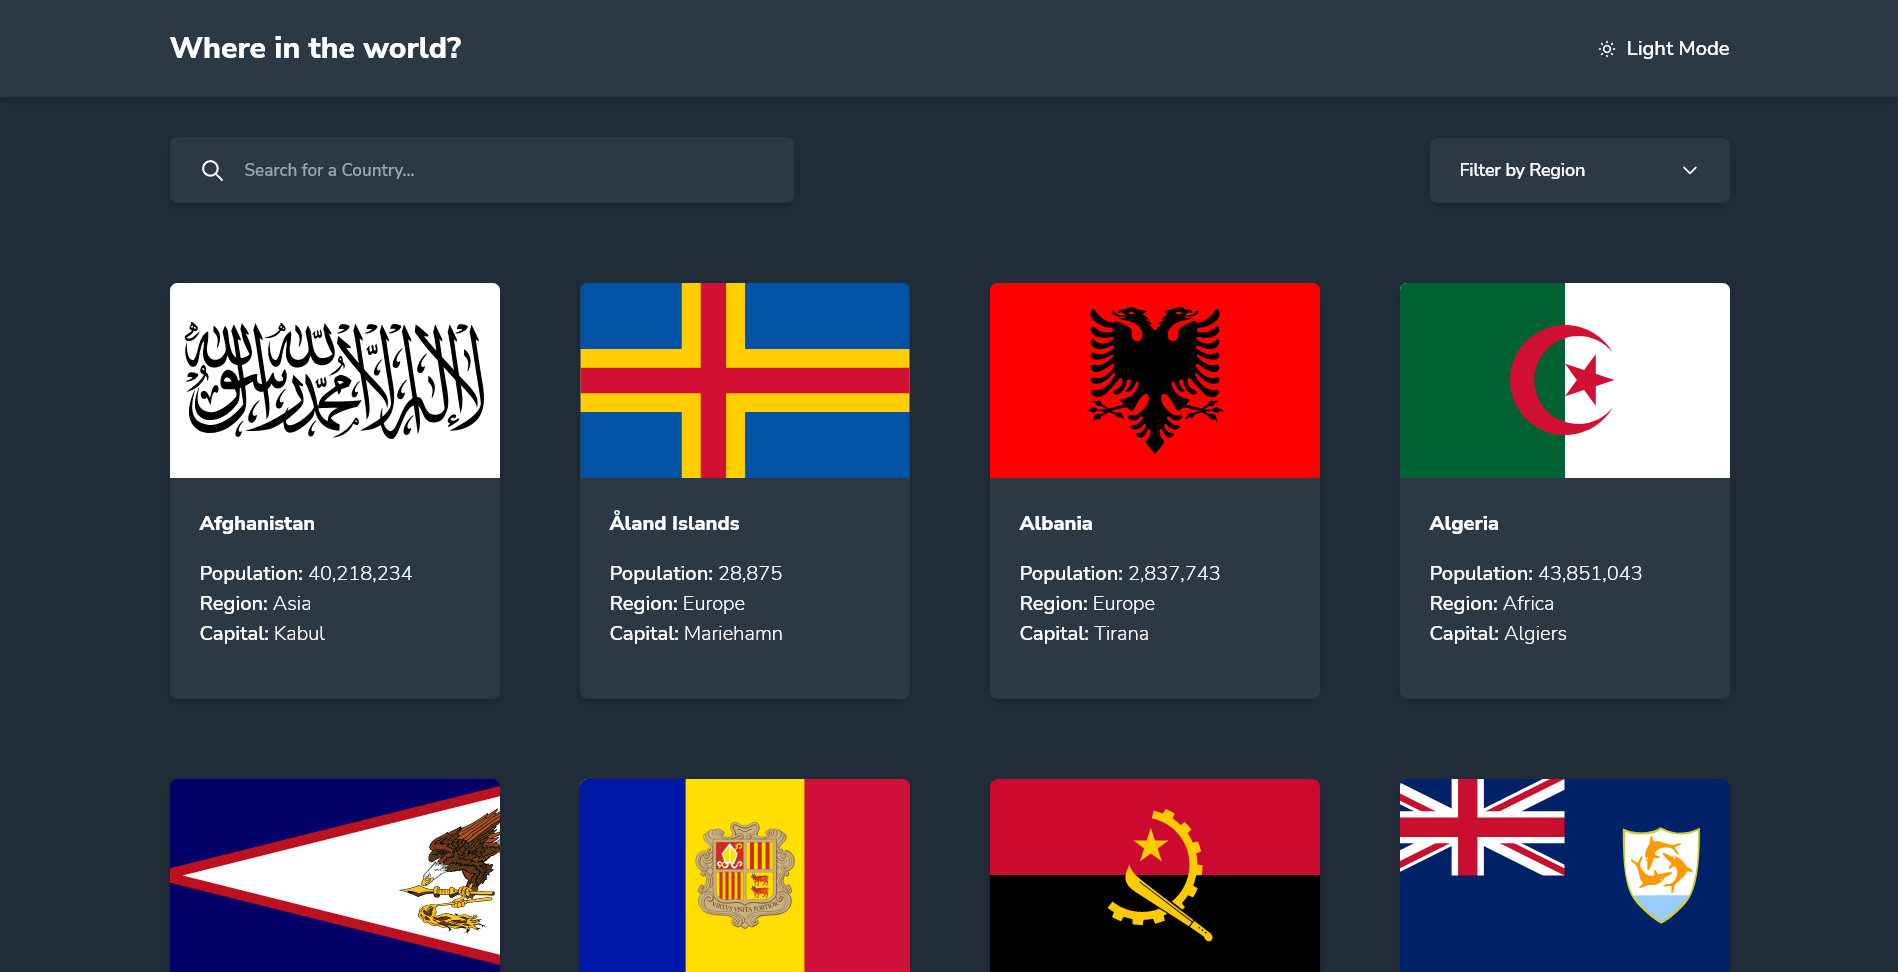 Where in the world?
Light Mode
Search for a Country...
Filter by Region
لا إله إلا الله محمد رسول الله
Afghanistan
Population: 40,218,234
Region: Asia
Capital: Kabul
Åland Islands
Population: 28,875
Region: Europe
Capital: Mariehamn
Albania
Population: 2,837,743
Region: Europe
Capital: Tirana
Algeria
Population: 43,851,043
Region: Africa
Capital: Algiers
VIRTVS VNITA FORTIOR